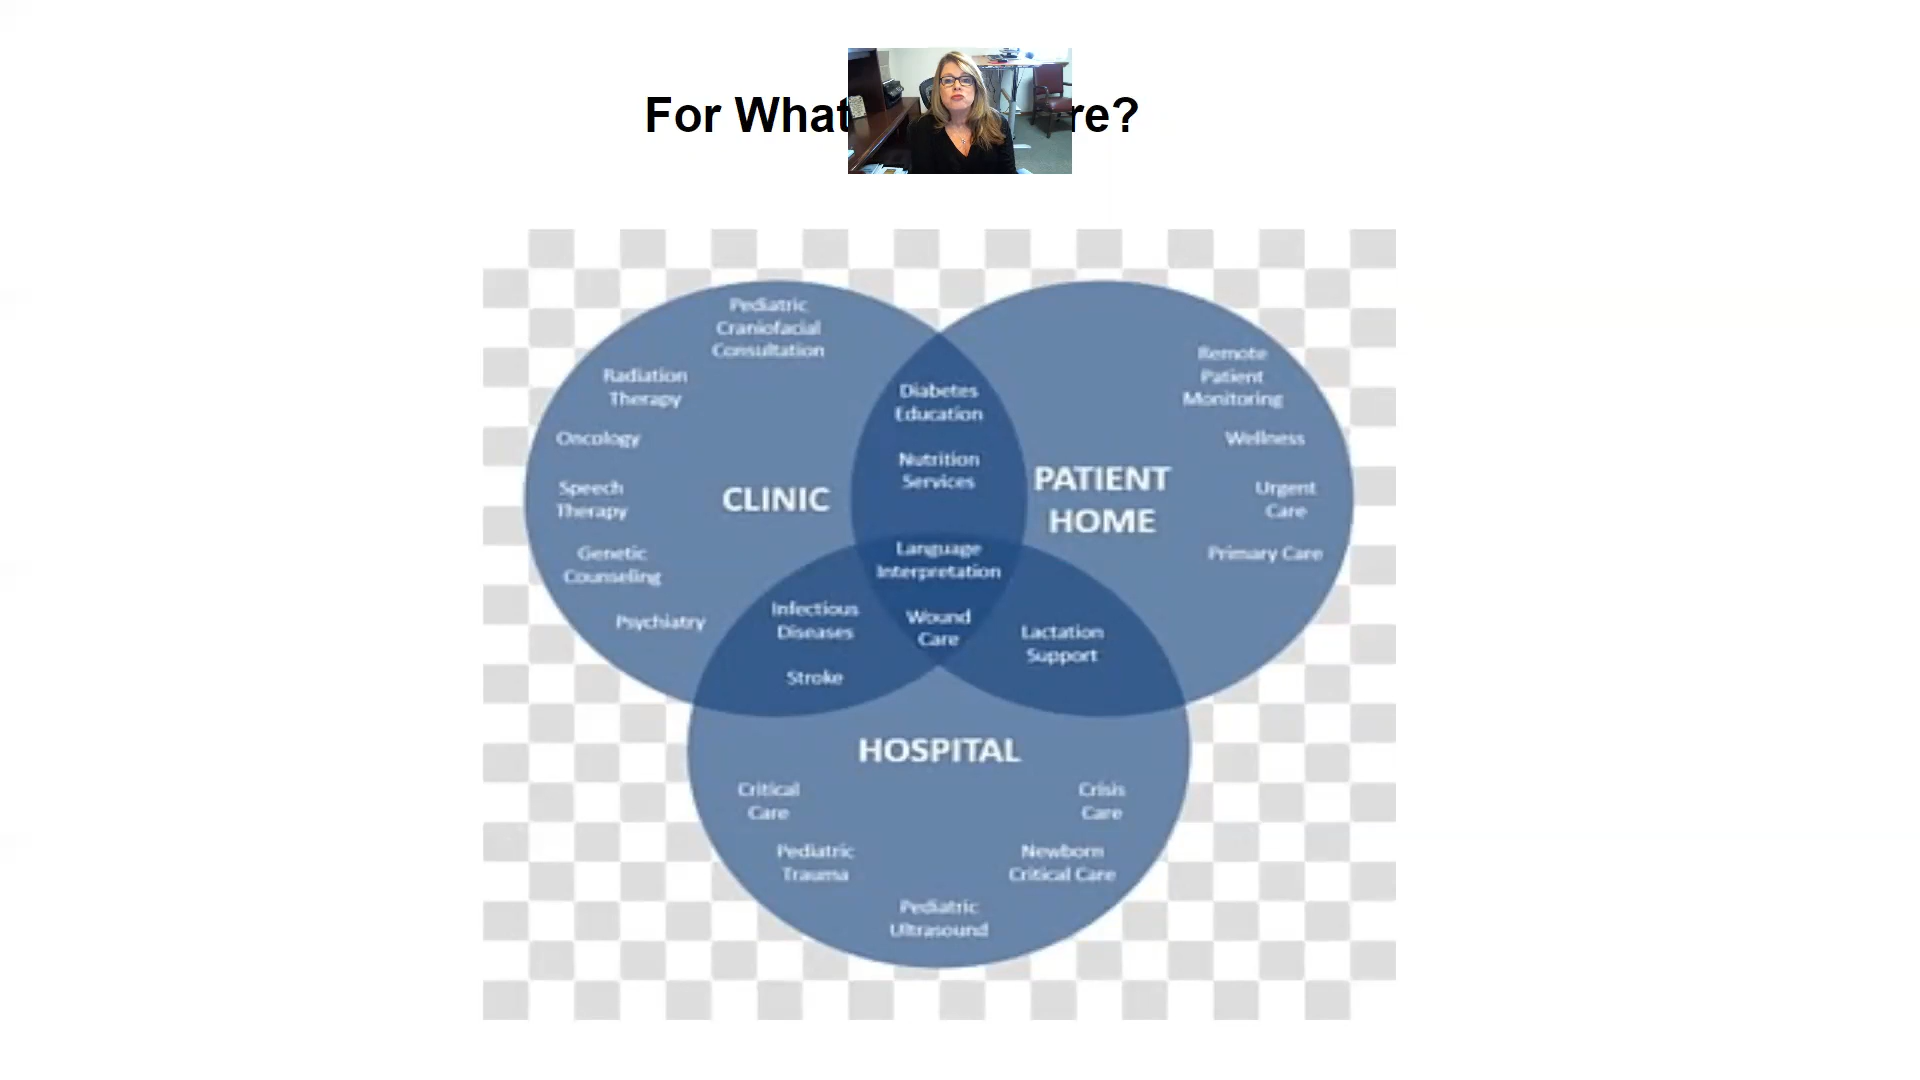 For What
re?
Pediatric
Craniofacial
Consultation
Radiation
Therapy
Oncology
Speech
Therapy
Genetic
Counseling
Psychiatry
CLINIC
Diabetes
Education
Nutrition
Services
Language
Interpretation
Wound
Care
Infectious
Diseases
Stroke
Lactation
Support
PATIENT
HOME
Remote
Patient
Monitoring
Wellness
Urgent
Care
Primary Care
HOSPITAL
Critical
Care
Crisis
Care
Pediatric
Trauma
Newborn
Critical Care
Pediatric
Ultrasound